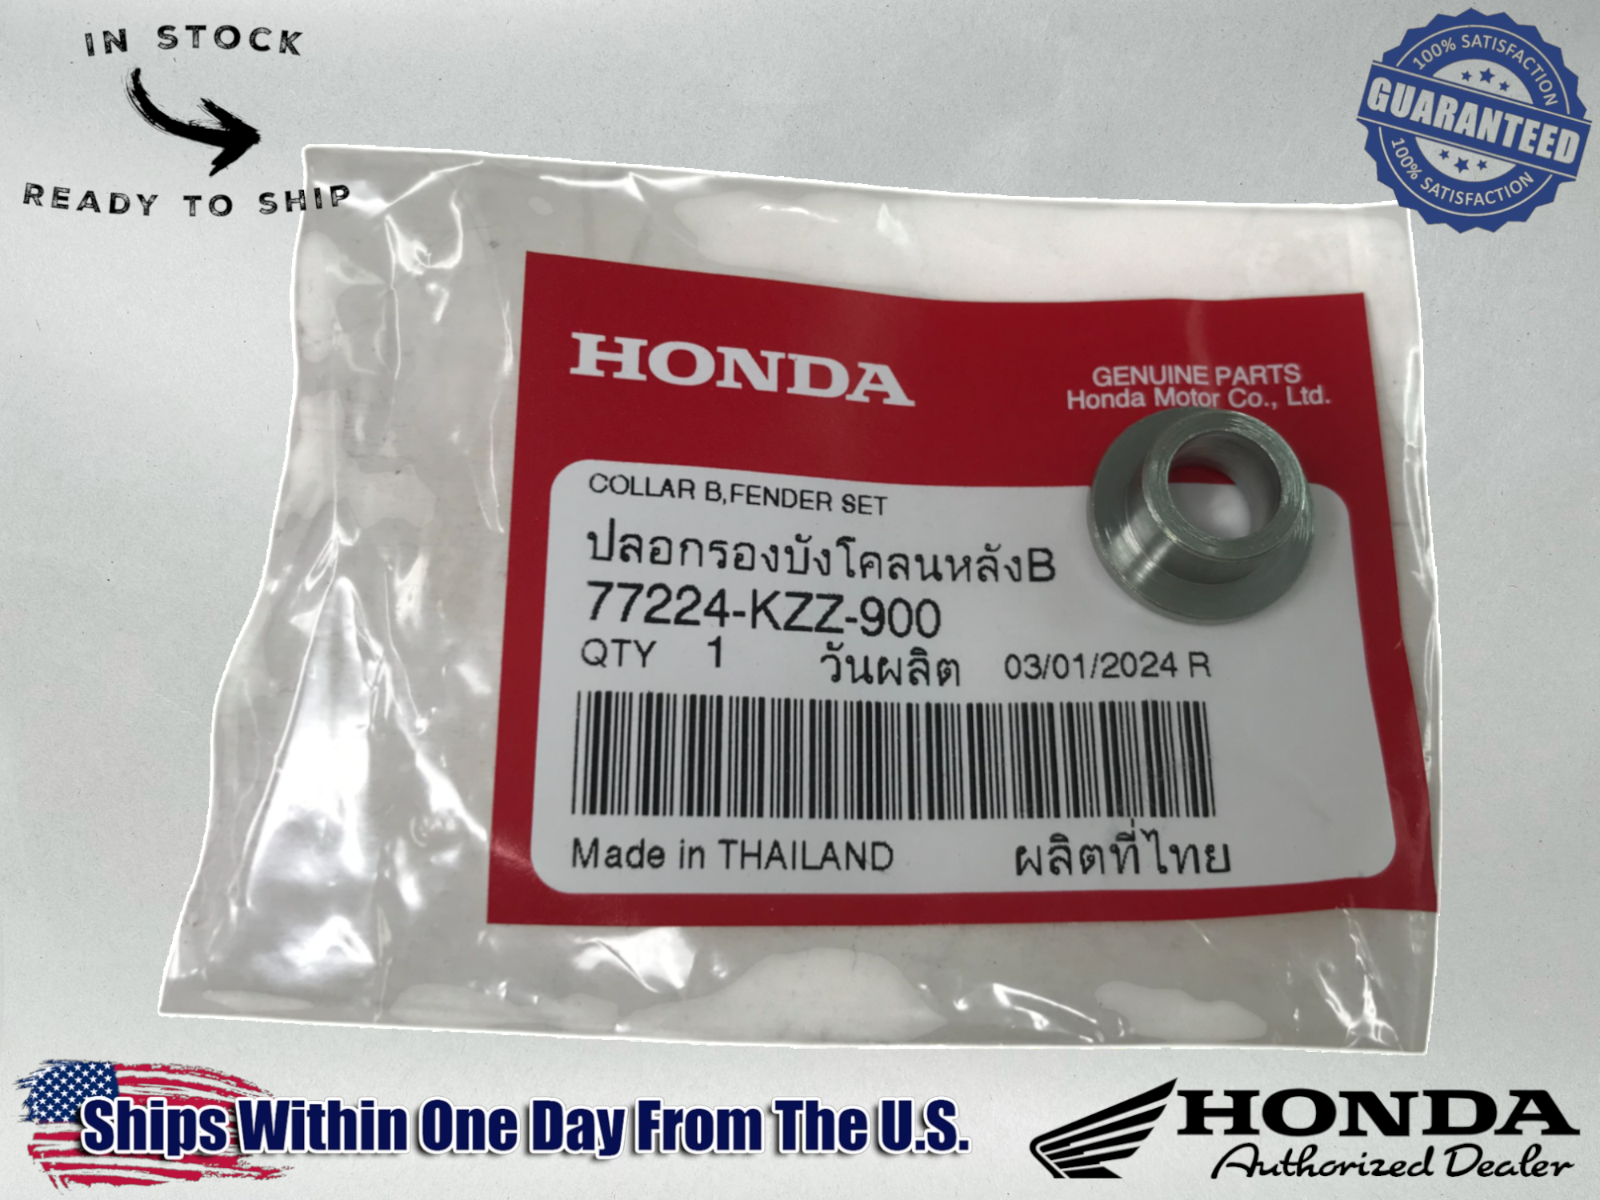 IN STOCK
READY TO SHIP
100% SATISFACTION
GUARANTEED
100% SATISFACTION
HONDA
GENUINE PARTS
Honda Motor Co., Ltd.
COLLAR B,FENDER SET
ปลอกรองบังโคลนหลังB
77224-KZZ-900
QTY 1 วันผลิต 03/01/2024 R
Made in THAILAND ผลิตที่ไทย
Ships Within One Day From The U.S.
HONDA
Authorized Dealer